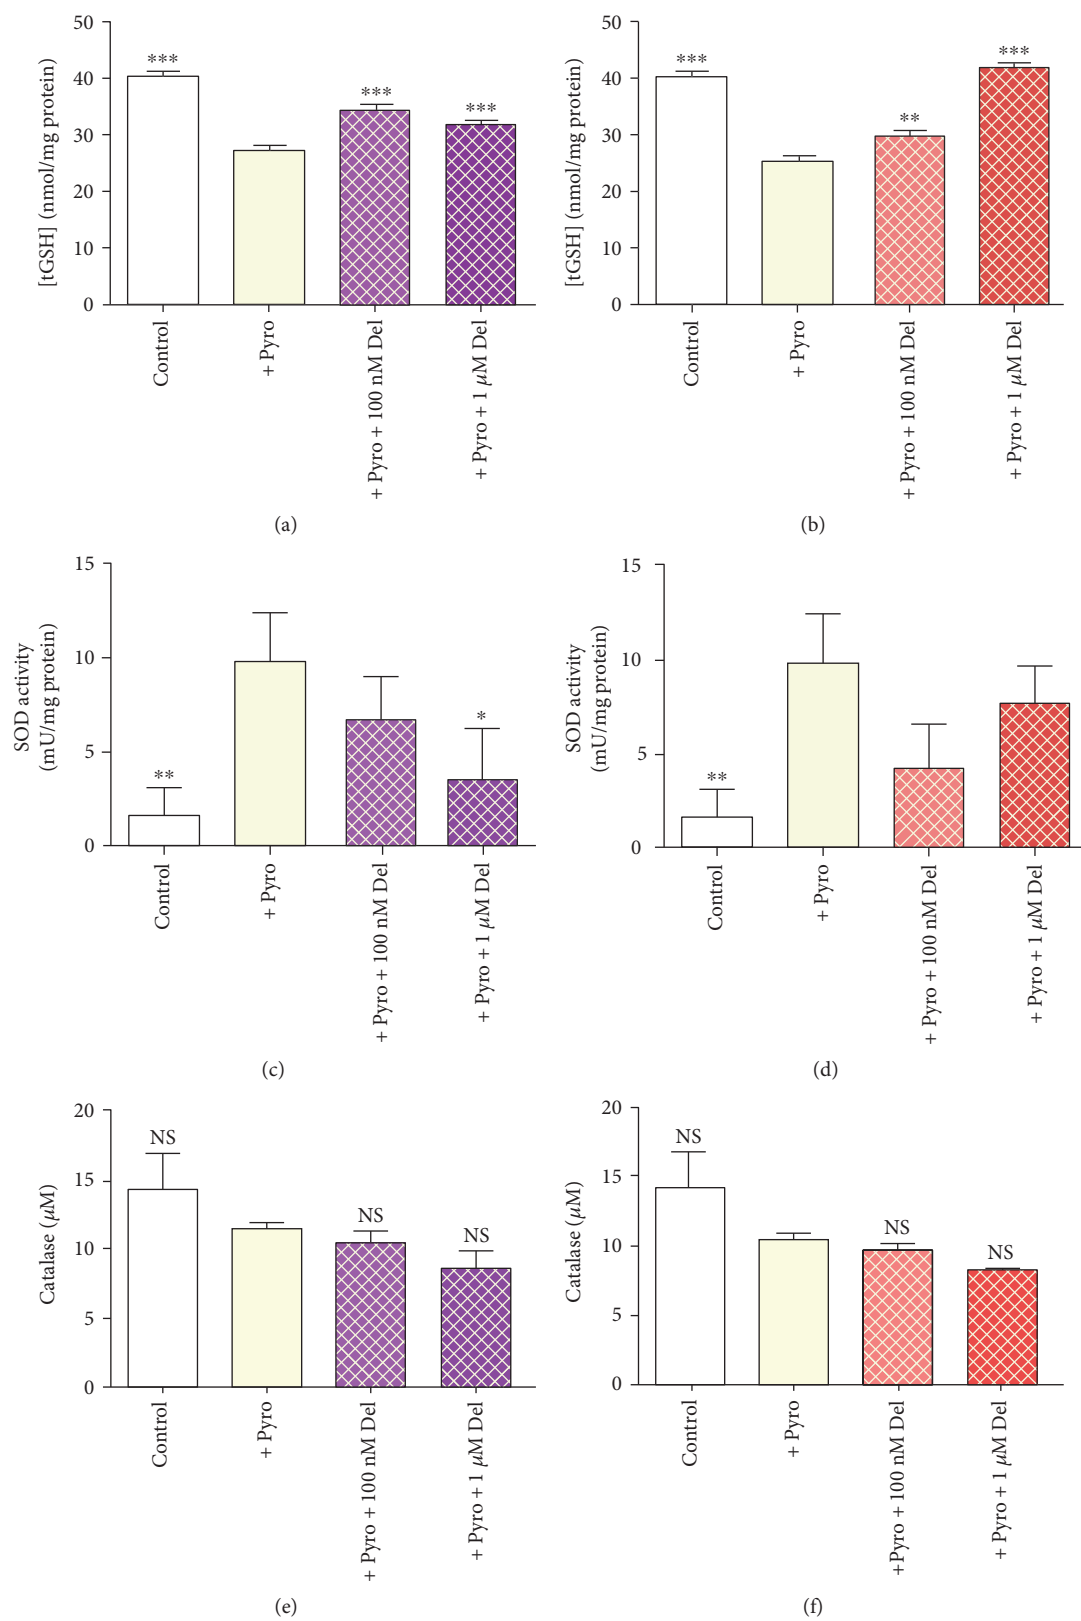 50
40
30
20
10
0
[tGSH] (nmol/mg protein)
***
***
***
Control
+ Pyro
+ Pyro + 100 nM Del
+ Pyro + 1 μM Del
(a)
50
40
30
20
10
0
[tGSH] (nmol/mg protein)
***
**
***
Control
+ Pyro
+ Pyro + 100 nM Del
+ Pyro + 1 μM Del
(b)
15
10
5
0
SOD activity
(mU/mg protein)
**
*
Control
+ Pyro
+ Pyro + 100 nM Del
+ Pyro + 1 μM Del
(c)
15
10
5
0
SOD activity
(mU/mg protein)
**
Control
+ Pyro
+ Pyro + 100 nM Del
+ Pyro + 1 μM Del
(d)
20
15
10
5
0
Catalase (μM)
NS
NS
NS
Control
+ Pyro
+ Pyro + 100 nM Del
+ Pyro + 1 μM Del
(e)
20
15
10
5
0
Catalase (μM)
NS
NS
NS
Control
+ Pyro
+Pyro + 100 nM Del
+ Pyro + 1 μM Del
(f)